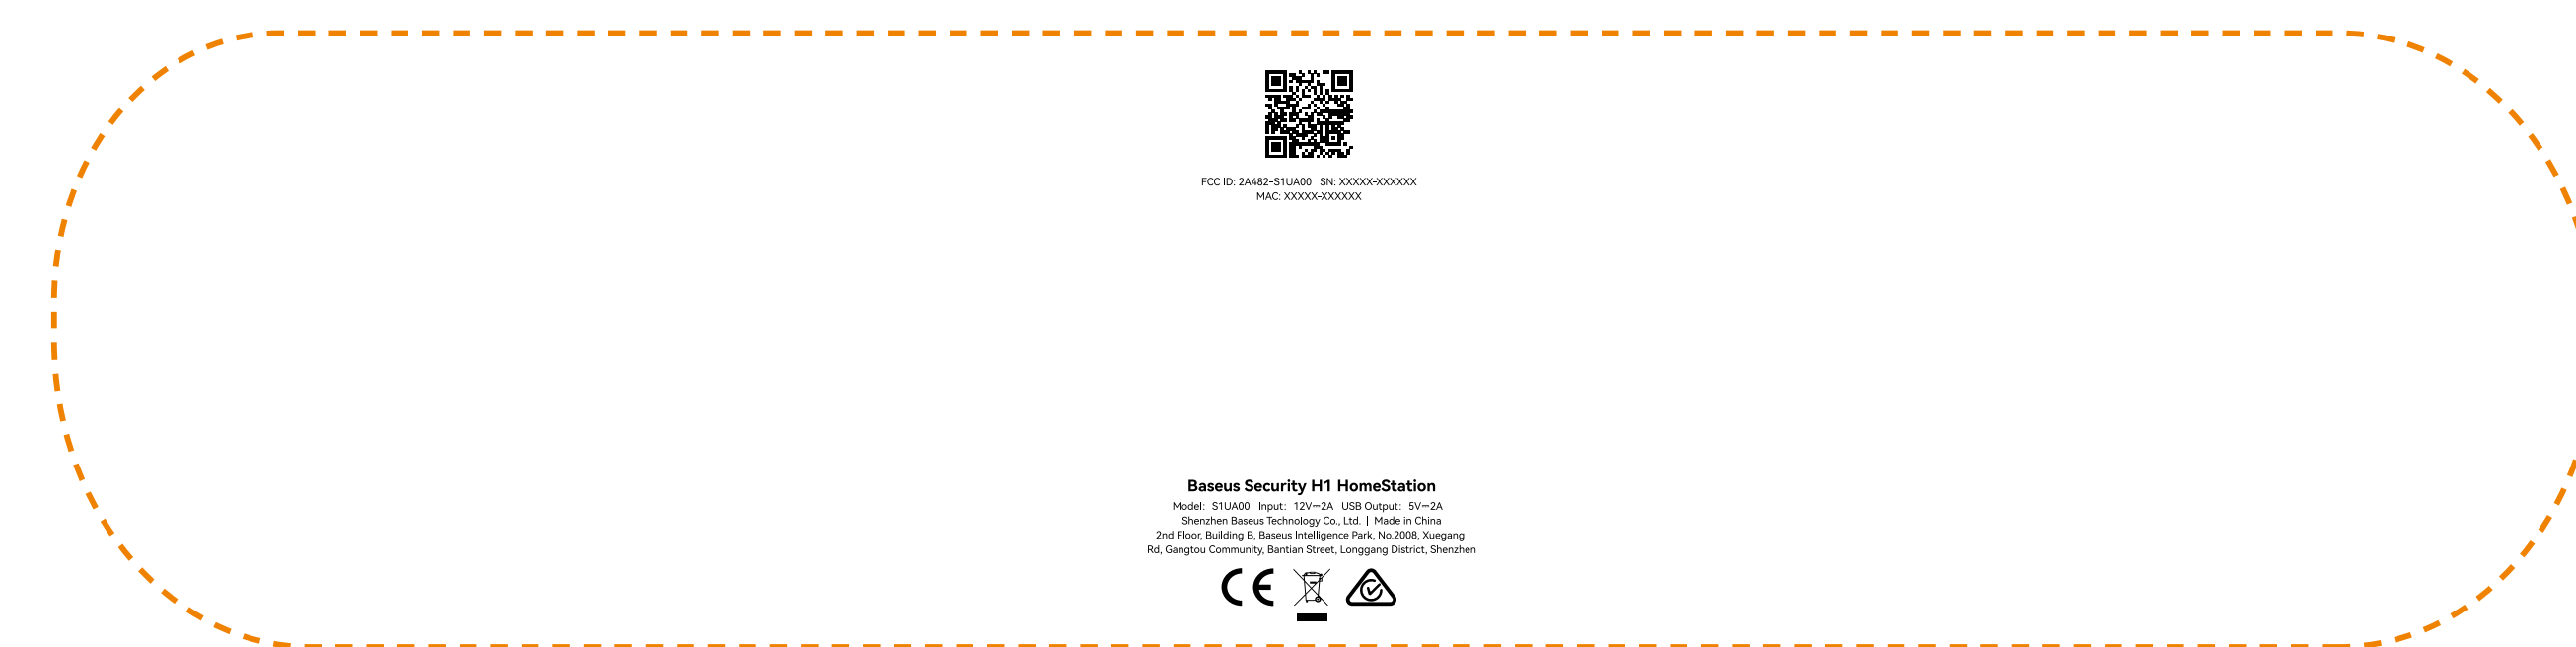 FCC ID: 2A482-S1UA00 SN: XXXXX-XXXXXX
MAC: XXXXX-XXXXXX
Baseus Security H1 HomeStation
Model: S1UA00 Input: 12V⎓2A USB Output: 5V⎓2A
Shenzhen Baseus Technology Co., Ltd. | Made in China
2nd Floor, Building B, Baseus Intelligence Park, No.2008, Xuegang
Rd, Gangtou Community, Bantian Street, Longgang District, Shenzhen
CE